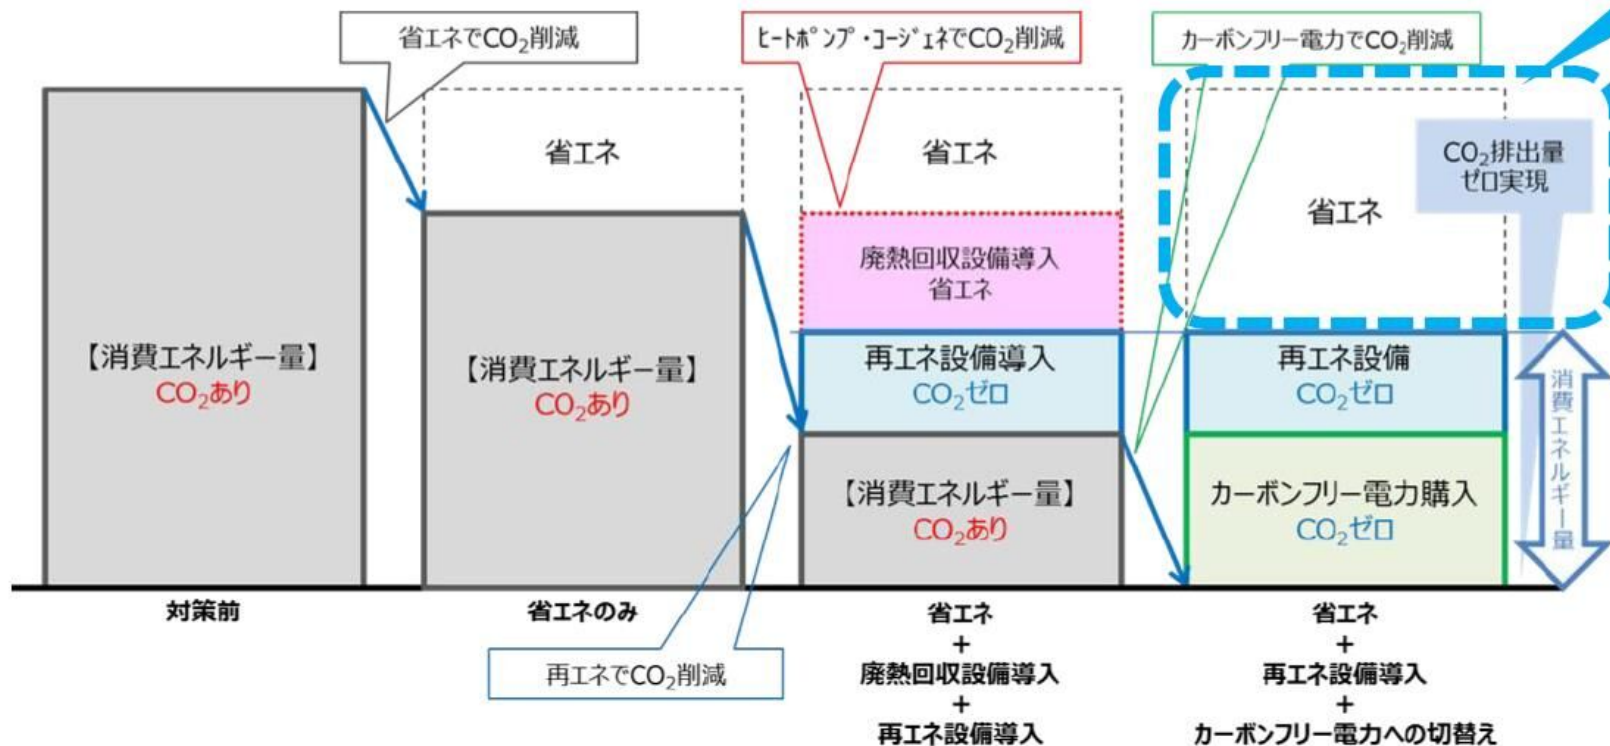 省エネでCO₂削減
ﾋｰﾄﾎﾟﾝﾌﾟ・ｺｰｼﾞｪﾈでCO₂削減
カーボンフリー電力でCO₂削減
省エネ
省エネ
省エネ
CO₂排出量
ゼロ実現
廃熱回収設備導入
省エネ
【消費エネルギー量】
CO₂あり
【消費エネルギー量】
CO₂あり
再エネ設備導入
CO₂ゼロ
再エネ設備
CO₂ゼロ
消費エネルギー量
【消費エネルギー量】
CO₂あり
カーボンフリー電力購入
CO₂ゼロ
対策前
省エネのみ
省エネ
+
廃熱回収設備導入
+
再エネ設備導入
省エネ
+
再エネ設備導入
+
カーボンフリー電力への切替え
再エネでCO₂削減